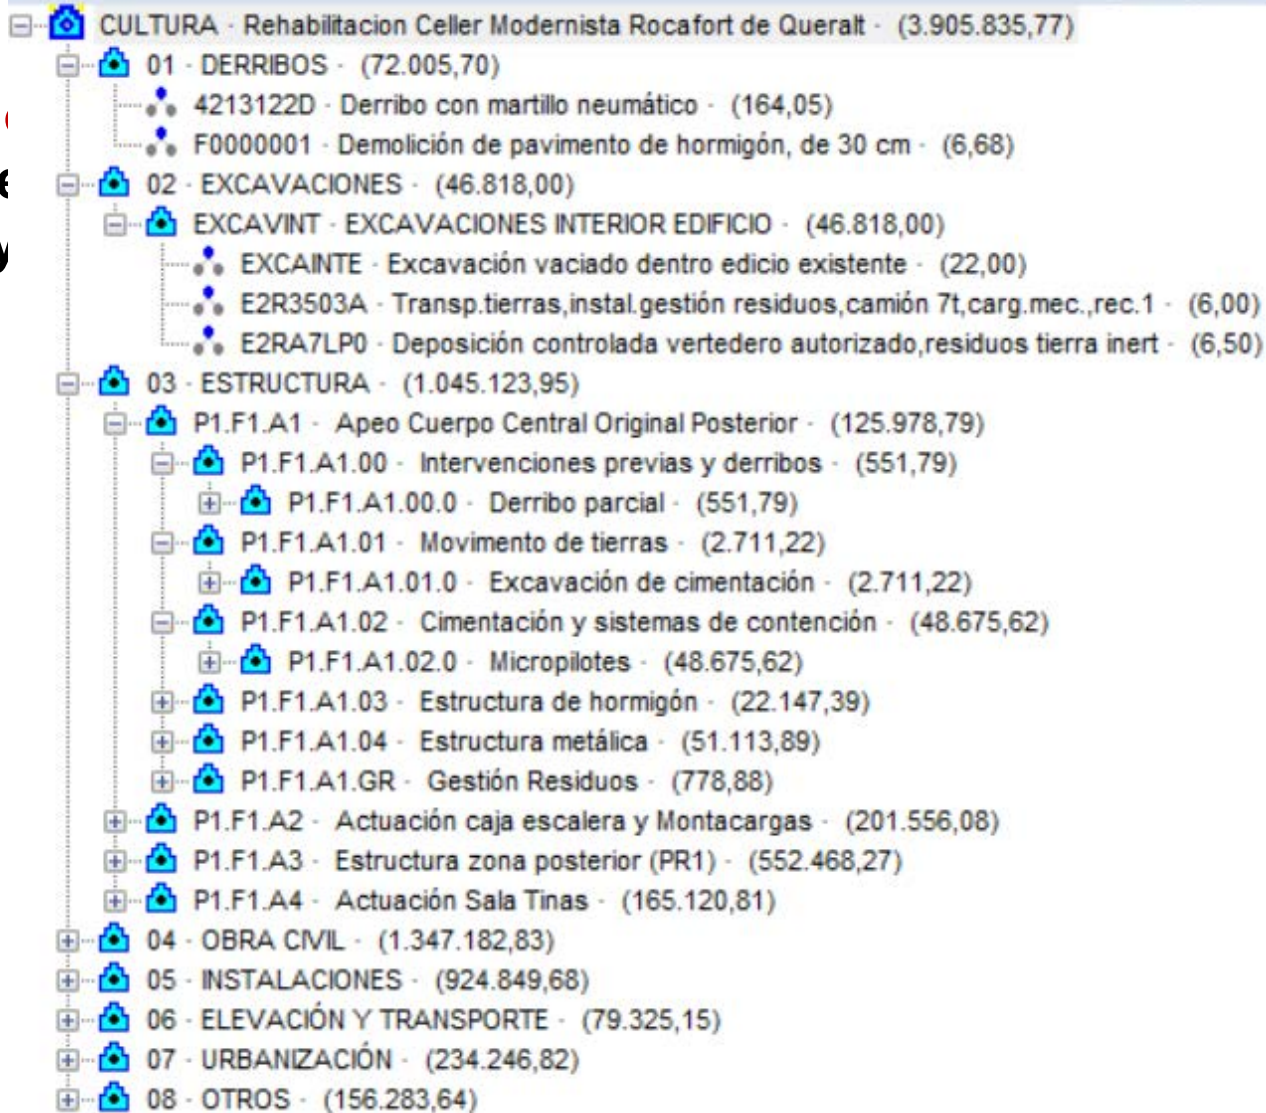 CULTURA · Rehabilitacion Celler Modernista Rocafort de Queralt · (3.905.835,77)
01 · DERRIBOS · (72.005,70)
4213122D · Derribo con martillo neumático · (164,05)
F0000001 · Demolición de pavimento de hormigón, de 30 cm · (6,68)
02 · EXCAVACIONES · (46.818,00)
EXCAVINT · EXCAVACIONES INTERIOR EDIFICIO · (46.818,00)
EXCAINTE · Excavación vaciado dentro edicio existente · (22,00)
E2R3503A · Transp.tierras,instal.gestión residuos,camión 7t,carg.mec.,rec.1 · (6,00)
E2RA7LP0 · Deposición controlada vertedero autorizado,residuos tierra inert · (6,50)
03 · ESTRUCTURA · (1.045.123,95)
P1.F1.A1 · Apeo Cuerpo Central Original Posterior · (125.978,79)
P1.F1.A1.00 · Intervenciones previas y derribos · (551,79)
P1.F1.A1.00.0 · Derribo parcial · (551,79)
P1.F1.A1.01 · Movimento de tierras · (2.711,22)
P1.F1.A1.01.0 · Excavación de cimentación · (2.711,22)
P1.F1.A1.02 · Cimentación y sistemas de contención · (48.675,62)
P1.F1.A1.02.0 · Micropilotes · (48.675,62)
P1.F1.A1.03 · Estructura de hormigón · (22.147,39)
P1.F1.A1.04 · Estructura metálica · (51.113,89)
P1.F1.A1.GR · Gestión Residuos · (778,88)
P1.F1.A2 · Actuación caja escalera y Montacargas · (201.556,08)
P1.F1.A3 · Estructura zona posterior (PR1) · (552.468,27)
P1.F1.A4 · Actuación Sala Tinas · (165.120,81)
04 · OBRA CIVIL · (1.347.182,83)
05 · INSTALACIONES · (924.849,68)
06 · ELEVACIÓN Y TRANSPORTE · (79.325,15)
07 · URBANIZACIÓN · (234.246,82)
08 · OTROS · (156.283,64)